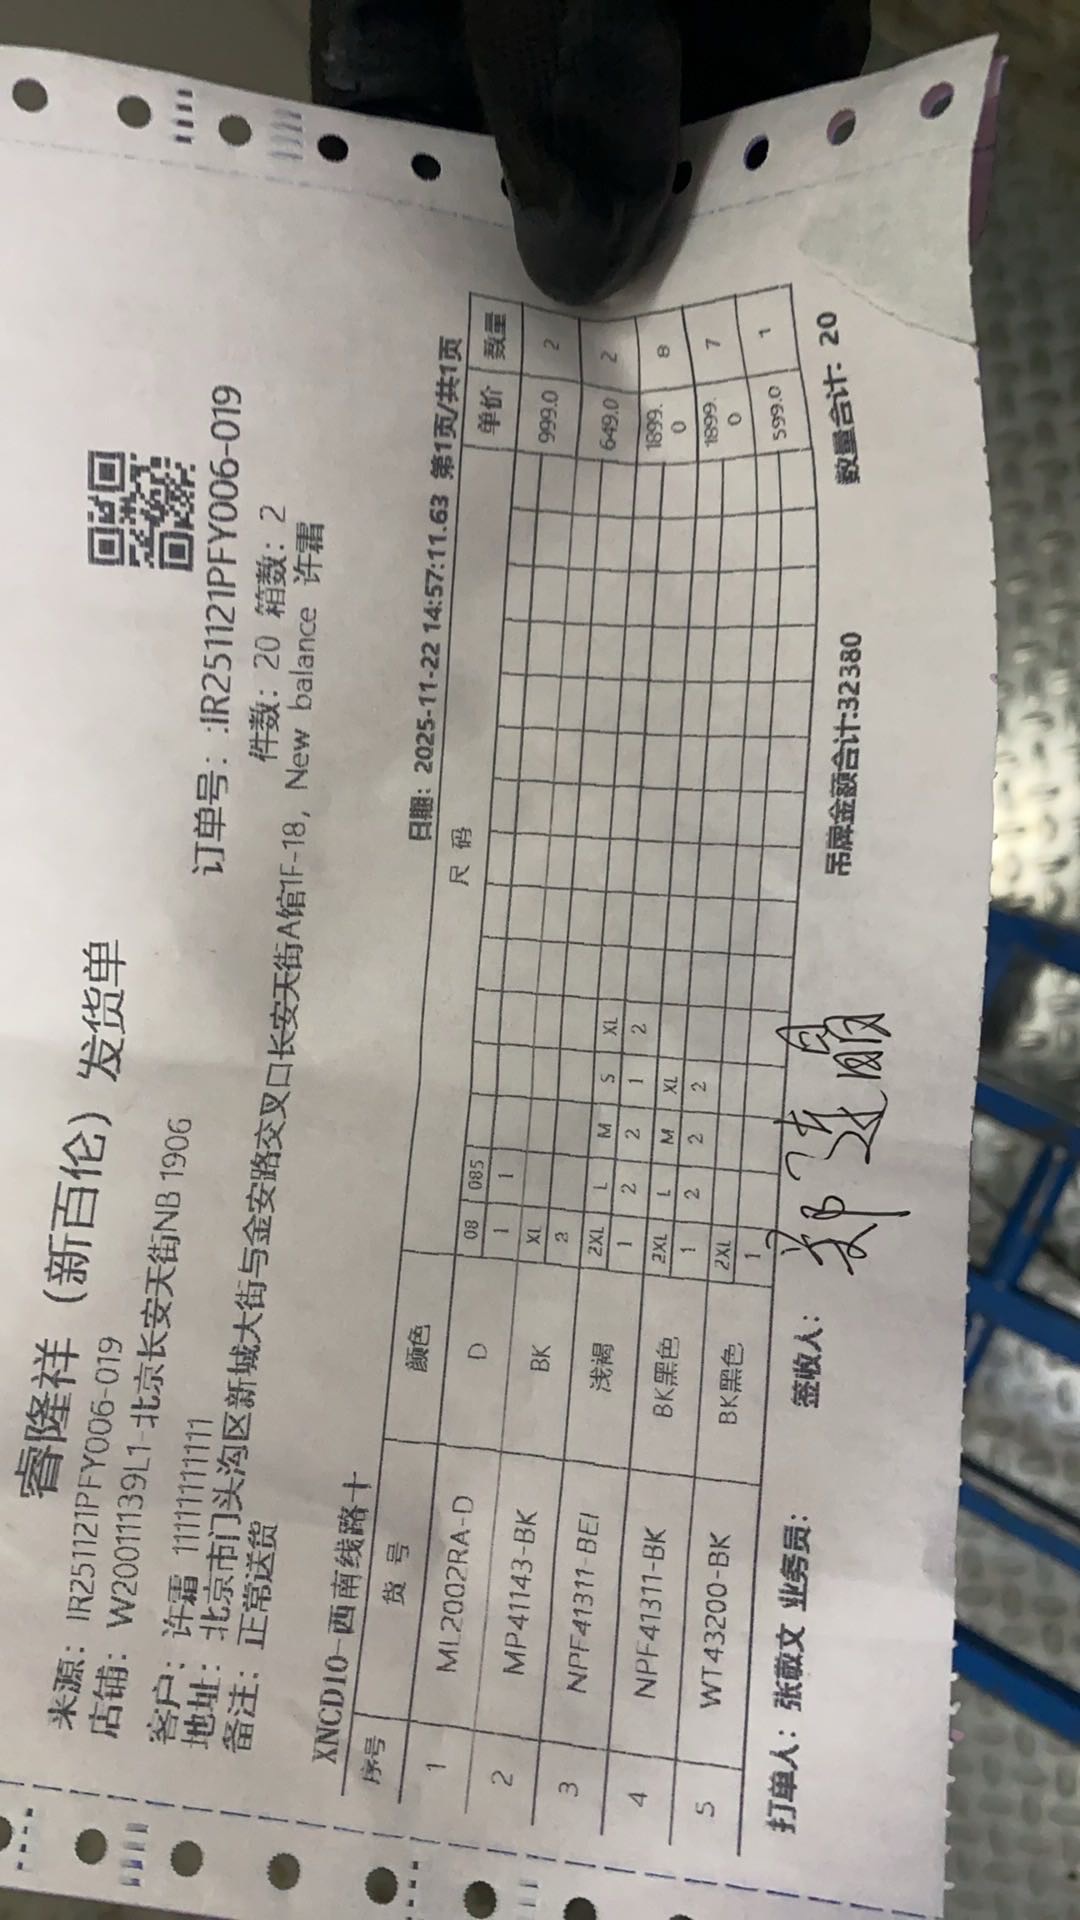 睿隆祥（新百伦）发货单
来源： IR251121PFY006-019
订单号： :IR251121PFY006-019
店铺： W20011139L1-北京长安天街NB 1906
件数： 20 箱数： 2
客户： 许霜 11111111111
地址： 北京市门头沟区新城大街与金安路交叉口长安天街A馆1F-18, New balance 许霜
备注： 正常送货
XNCD10-西南线路十
日期： 2025-11-22 14:57:11.63 第1页/共1页
序号 货 号 颜色 尺 码 单价 数量
1 ML2002RA-D D 08 085 999.0 2
1 1
2 MP41143-BK BK XL 649.0 2
2
3 NPF41311-BEI 浅褐 2XL L M S XL 1899.0 8
1 2 2 1 2
4 NPF41311-BK BK黑色 2XL L M XL 1899.0 7
1 2 2 2
5 WT43200-BK BK黑色 2XL 599.0 1
1
打单人： 张敏文 业务员： 签收人： 吊牌金额合计:32380 数量合计： 20